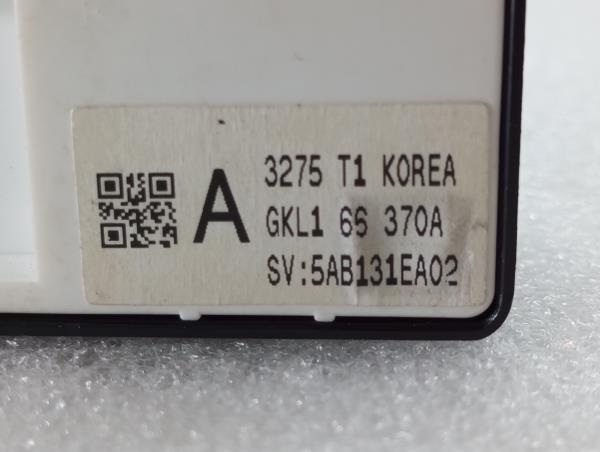 A
3275 T1 KOREA
GKL1 66 370A
SV:5AB131EA02